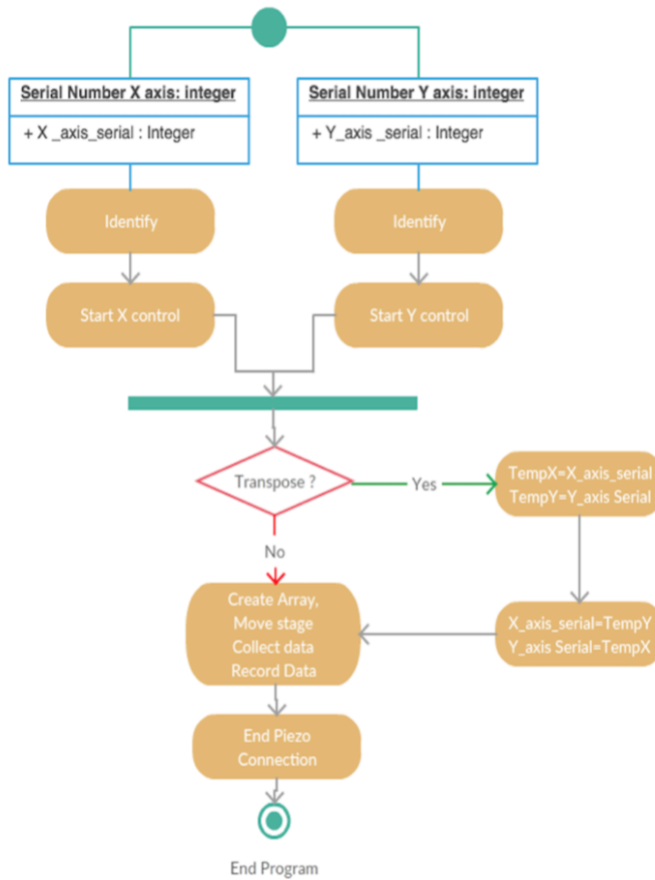 Serial Number X axis: integer
+ X _axis_serial : Integer
Serial Number Y axis: integer
+ Y_axis _serial : Integer
Identify
Identify
Start X control
Start Y control
Transpose ?
Yes
TempX=X_axis_serial
TempY=Y_axis Serial
No
Create Array,
Move stage
Collect data
Record Data
X_axis_serial=TempY
Y_axis Serial=TempX
End Piezo
Connection
End Program